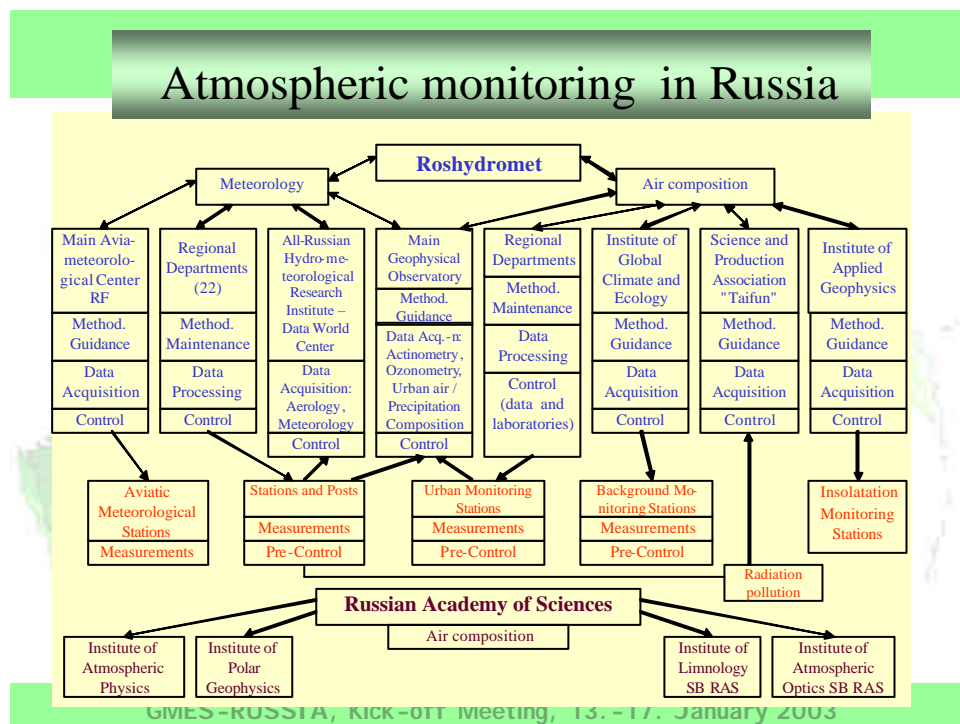 Atmospheric monitoring in Russia
Roshydromet
Meteorology
Air composition
Main Avia-
meteorolo-
gical Center
RF
Method.
Guidance
Data
Acquisition
Control
Regional
Departments
(22)
Method.
Maintenance
Data
Processing
Control
All-Russian
Hydro-me-
teorological
Research
Institute –
Data World
Center
Data
Acquisition:
Aerology,
Meteorology
Control
Main
Geophysical
Observatory
Method.
Guidance
Data Acq.-n:
Actinometry,
Ozonometry,
Urban air /
Precipitation
Composition
Control
Regional
Departments
Method.
Maintenance
Data
Processing
Control
(data and
laboratories)
Institute of
Global
Climate and
Ecology
Method.
Guidance
Data
Acquisition
Control
Science and
Production
Association
"Taifun"
Method.
Guidance
Data
Acquisition
Control
Institute of
Applied
Geophysics
Method.
Guidance
Data
Acquisition
Control
Aviatic
Meteorological
Stations
Measurements
Stations and Posts
Measurements
Pre-Control
Urban Monitoring
Stations
Measurements
Pre-Control
Background Mo-
nitoring Stations
Measurements
Pre-Control
Insolatation
Monitoring
Stations
Radiation
pollution
Russian Academy of Sciences
Air composition
Institute of
Atmospheric
Physics
Institute of
Polar
Geophysics
Institute of
Limnology
SB RAS
Institute of
Atmospheric
Optics SB RAS
GMES-RUSSIA, Kick-off Meeting, 13.-17. January 2003